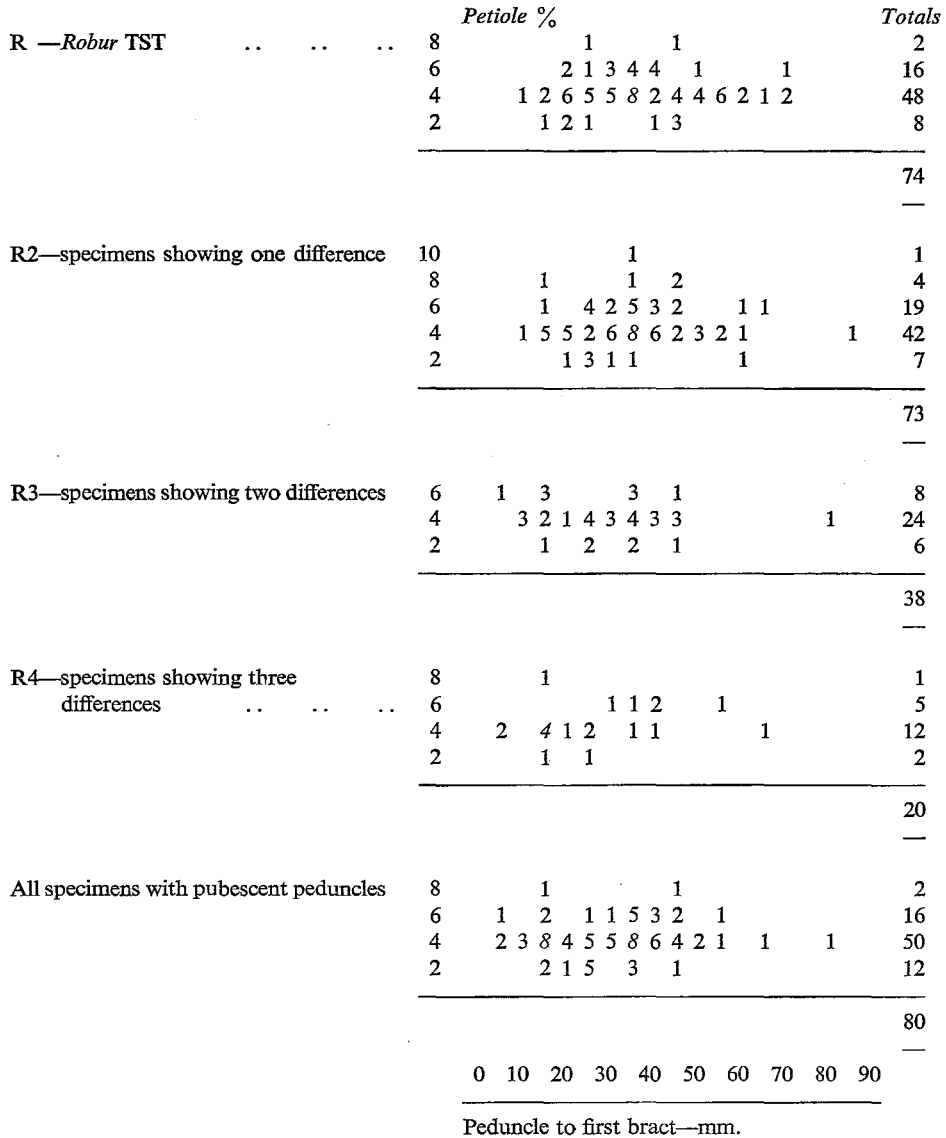 Petiole % Totals
R —Robur TST .. .. .. 8 1 1 2
6 2 1 3 4 4 1 1 16
4 1 2 6 5 5 8 2 4 4 6 2 1 2 48
2 1 2 1 1 3 8
74
R2—specimens showing one difference 10 1 1
8 1 1 2 4
6 1 4 2 5 3 2 1 1 19
4 1 5 5 2 6 8 6 2 3 2 1 1 42
2 1 3 1 1 1 7
73
R3—specimens showing two differences 6 1 3 3 1 8
4 3 2 1 4 3 4 3 3 1 24
2 1 2 2 1 6
38
R4—specimens showing three 8 1 1
differences .. .. .. 6 1 1 2 1 5
4 2 4 1 2 1 1 1 12
2 1 1 2
20
All specimens with pubescent peduncles 8 1 1 2
6 1 2 1 1 5 3 2 1 16
4 2 3 8 4 5 5 8 6 4 2 1 1 1 50
2 2 1 5 3 1 12
80
0 10 20 30 40 50 60 70 80 90
Peduncle to first bract—mm.